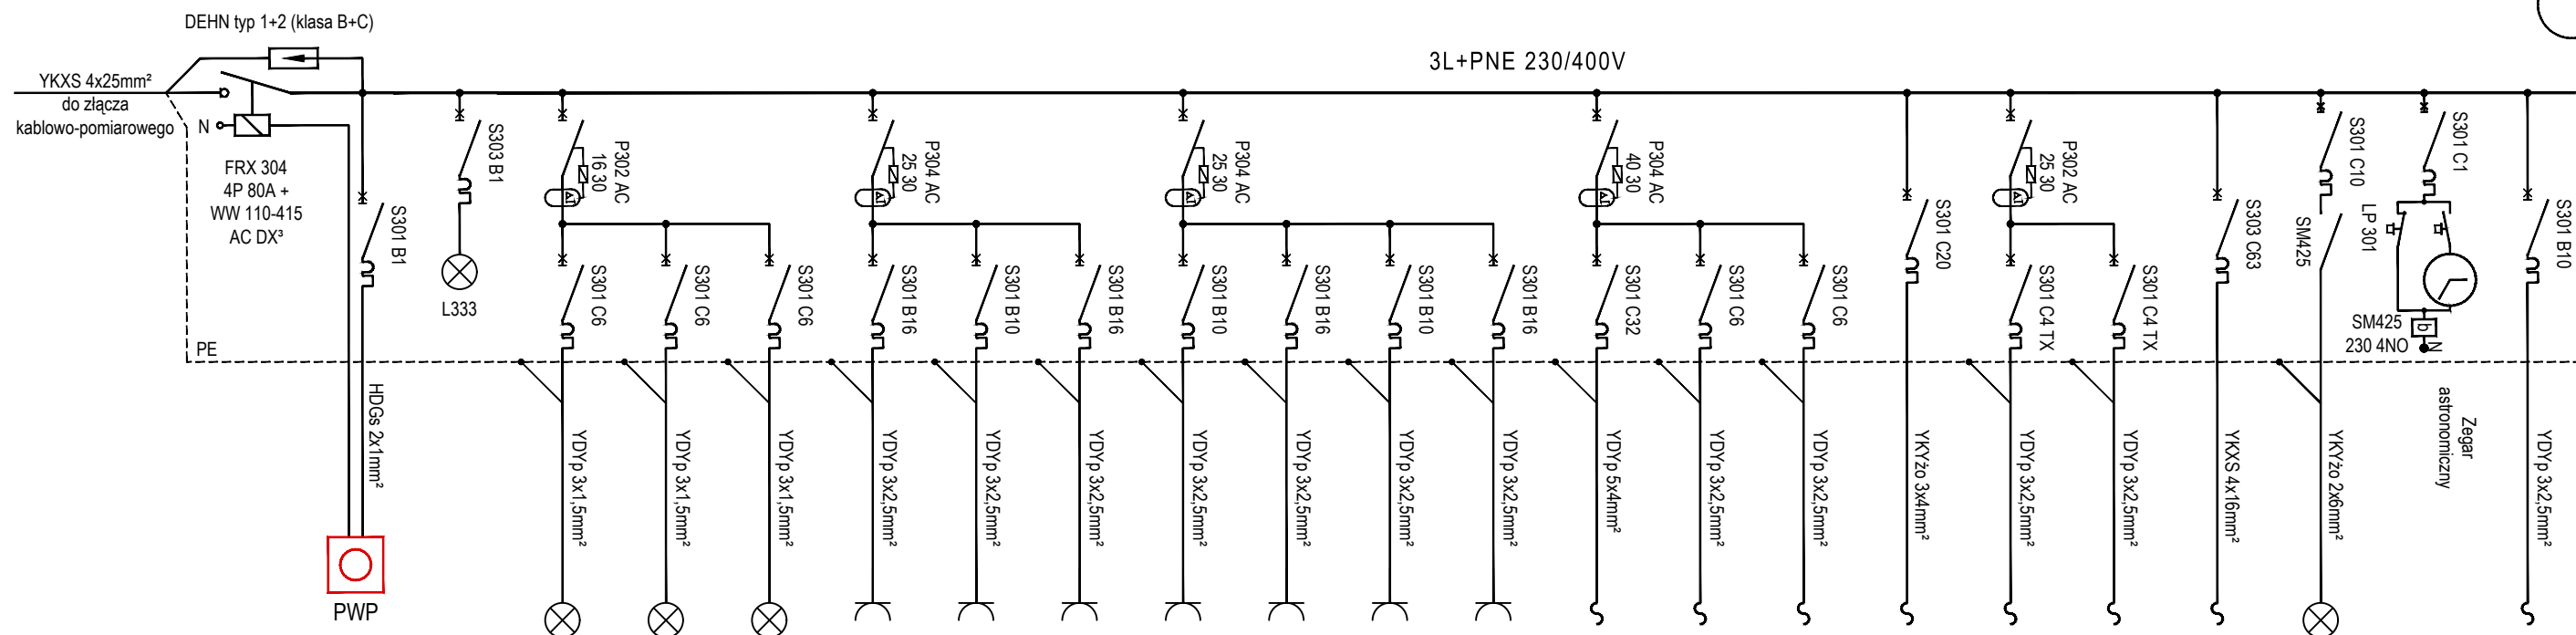 DEHN typ 1+2 (klasa B+C)
3L+PNE 230/400V
YKXS 4x25mm²
do złącza
kablowo-pomiarowego
N
FRX 304
4P 80A +
WW 110-415
AC DX³
S301 B1
HDGs 2x1mm²
PWP
PE
S303 B1
L333
P302 AC
16 30
S301 C6
S301 C6
S301 C6
YDYp 3x1,5mm²
YDYp 3x1,5mm²
YDYp 3x1,5mm²
P304 AC
25 30
S301 B16
S301 B10
S301 B16
YDYp 3x2,5mm²
YDYp 3x2,5mm²
YDYp 3x2,5mm²
P304 AC
25 30
S301 B10
S301 B16
S301 B10
S301 B16
YDYp 3x2,5mm²
YDYp 3x2,5mm²
YDYp 3x2,5mm²
YDYp 3x2,5mm²
P304 AC
40 30
S301 C32
S301 C6
S301 C6
YDYp 5x4mm²
YDYp 3x2,5mm²
YDYp 3x2,5mm²
S301 C20
YKYżo 3x4mm²
P302 AC
25 30
S301 C4 TX
S301 C4 TX
YDYp 3x2,5mm²
YDYp 3x2,5mm²
S303 C63
YKXS 4x16mm²
S301 C10
SM425
YKYżo 2x6mm²
S301 C1
LP 301
SM425
230 4NO
b
N
Zegar
astronomiczny
S301 B10
YDYp 3x2,5mm²